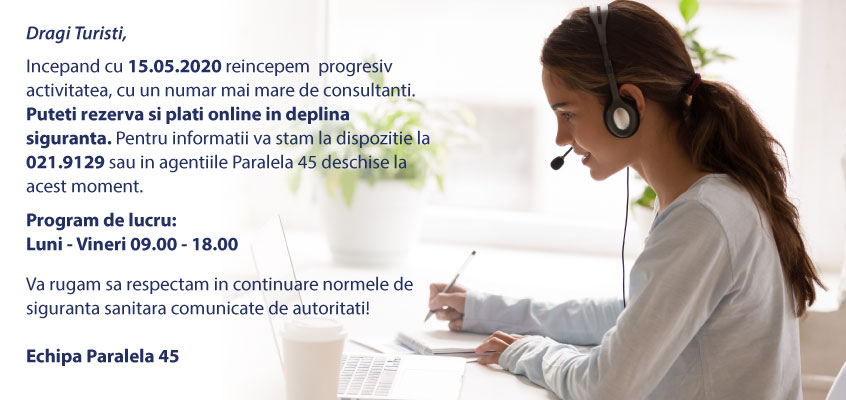 Dragi Turisti,
Incepand cu 15.05.2020 reincepem progresiv
activitatea, cu un numar mai mare de consultanti.
Puteti rezerva si plati online in deplina
siguranta. Pentru informatii va stam la dispozitie la
021.9129 sau in agentiile Paralela 45 deschise la
acest moment.
Program de lucru:
Luni - Vineri 09.00 - 18.00
Va rugam sa respectam in continuare normele de
siguranta sanitara comunicate de autoritati!
Echipa Paralela 45